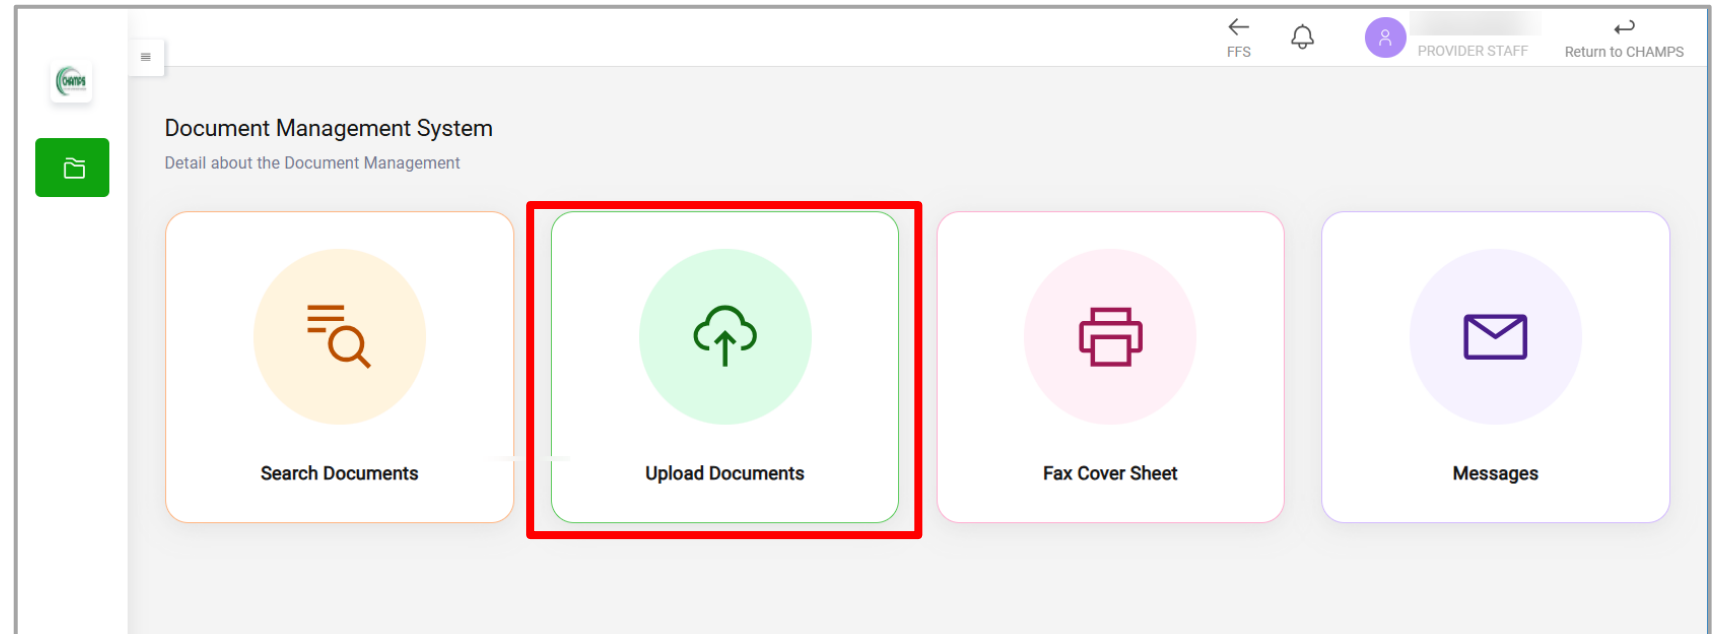 FFS
PROVIDER STAFF
Return to CHAMPS
CHAMPS
Document Management System
Detail about the Document Management
Search Documents
Upload Documents
Fax Cover Sheet
Messages